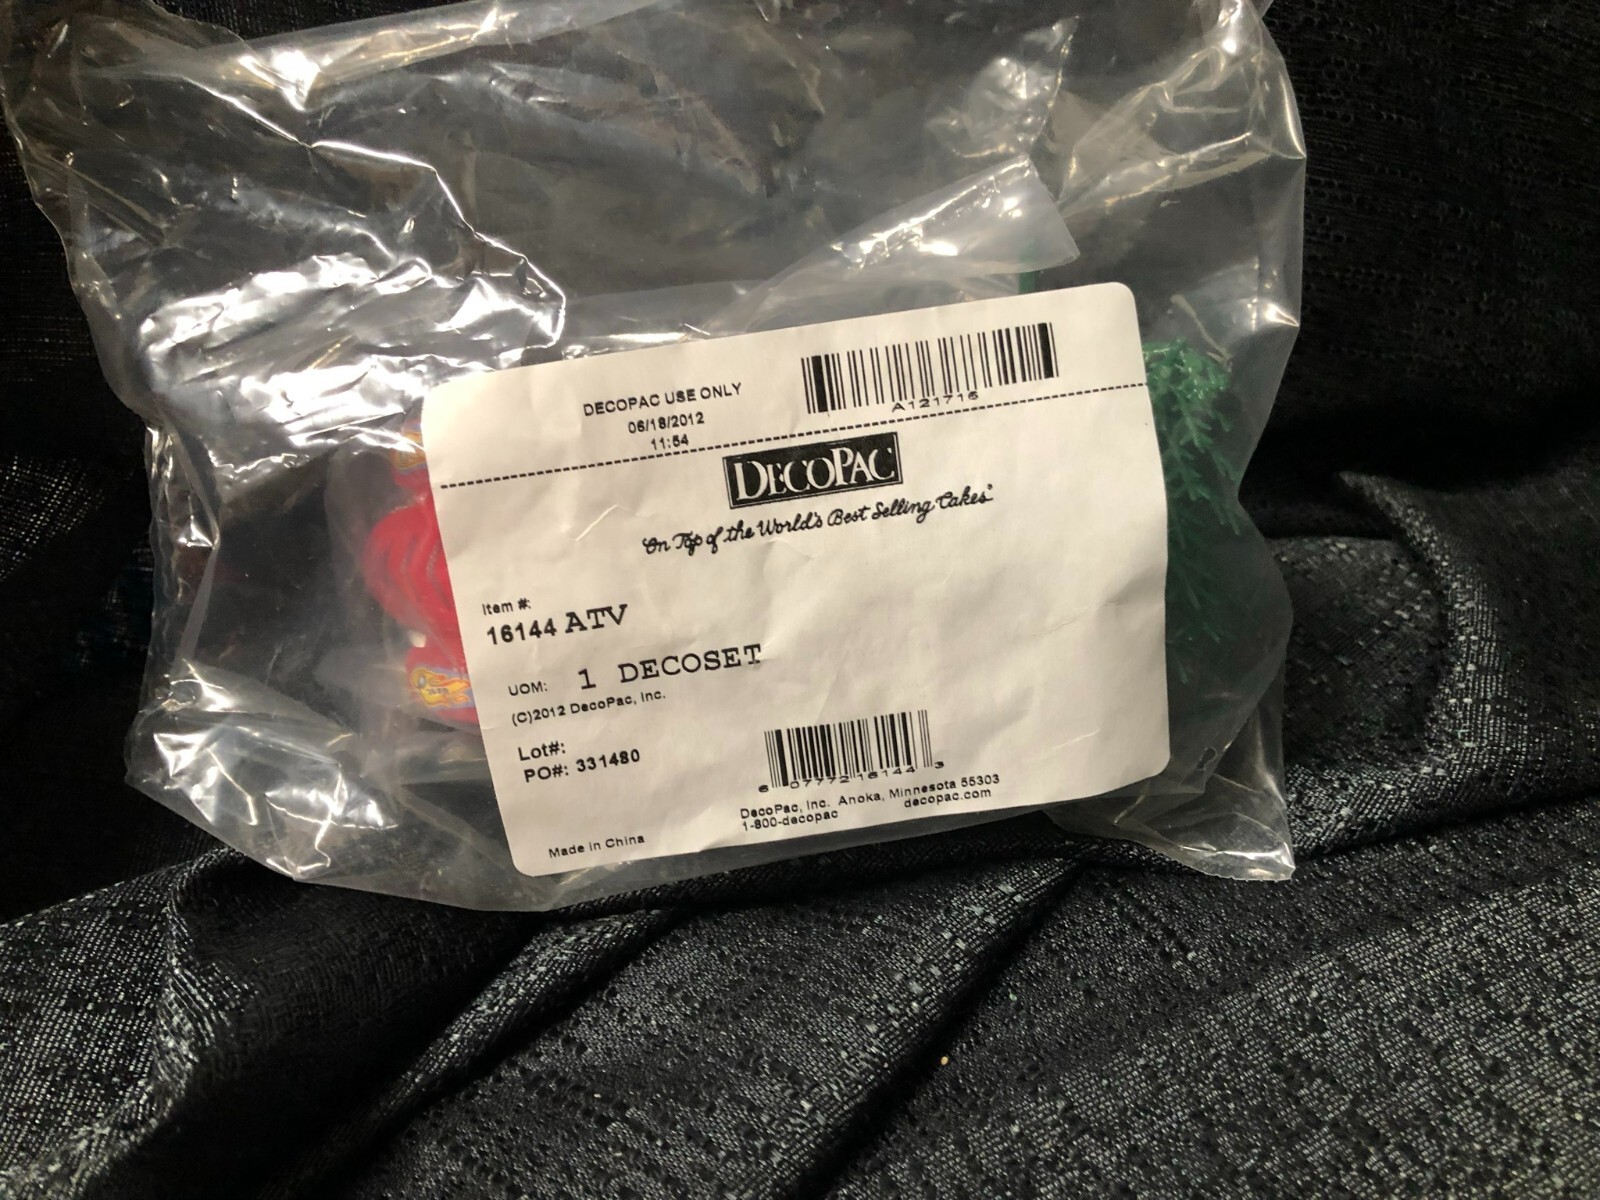 DECOPAC USE ONLY
06/18/2012
11:54
A121716
DECOPAC
On Top of the World's Best Selling Cakes®
Item #:
16144 ATV
UOM: 1 DECOSET
(C)2012 DecoPac, Inc.
Lot#:
PO#: 331480
6 07772 16144 3
DecoPac, Inc. Anoka, Minnesota 55303
1-800-decopac decopac.com
Made in China